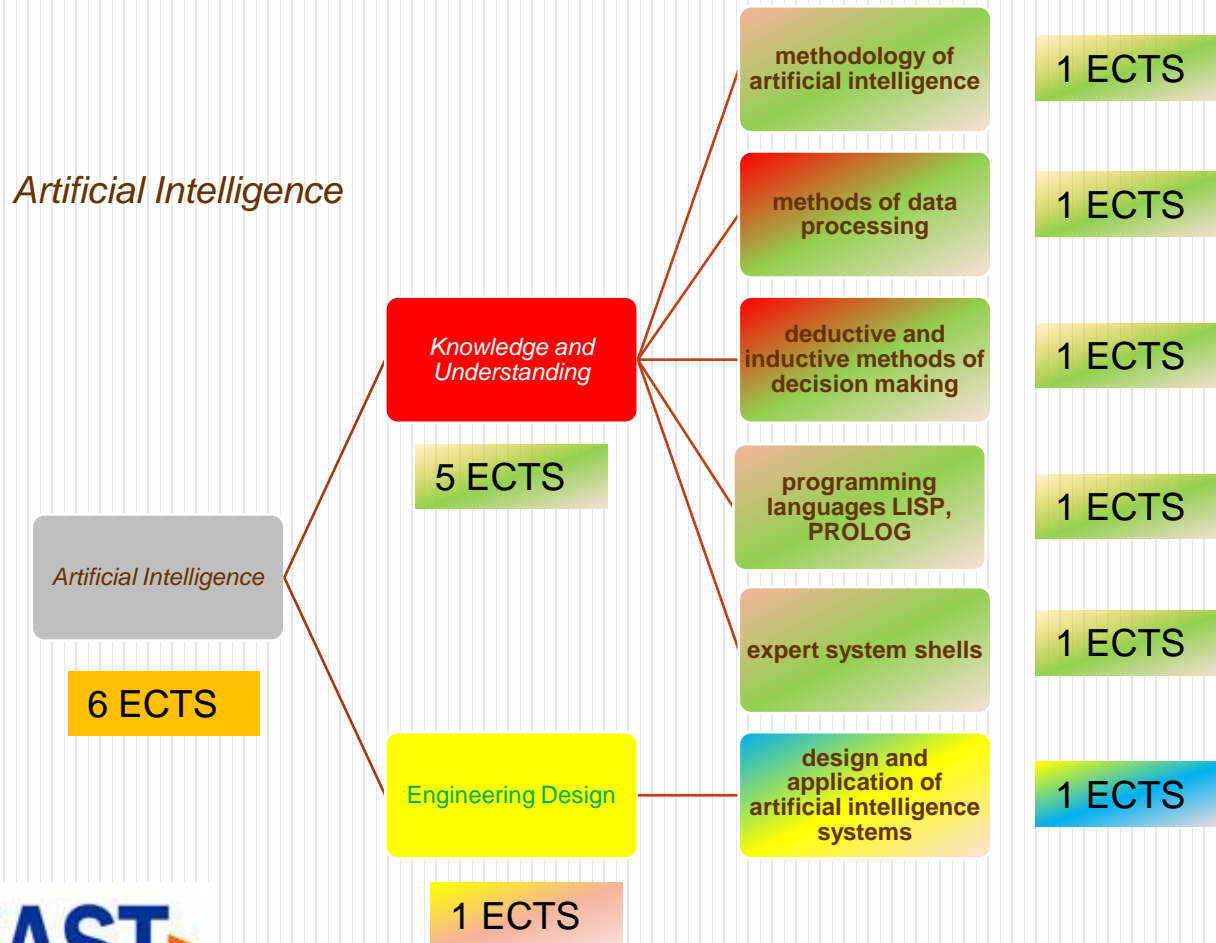 Artificial Intelligence
methodology of
artificial intelligence
1 ECTS
methods of data
processing
1 ECTS
Knowledge and
Understanding
5 ECTS
deductive and
inductive methods of
decision making
1 ECTS
programming
languages LISP,
PROLOG
1 ECTS
expert system shells
1 ECTS
Artificial Intelligence
6 ECTS
Engineering Design
1 ECTS
design and
application of
artificial intelligence
systems
1 ECTS